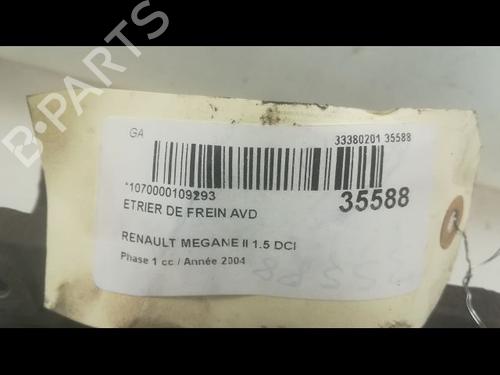 B-PARTS
GA
33380201 35588
*1070000109293
35588
ETRIER DE FREIN AVD
RENAULT MEGANE II 1.5 DCI
Phase 1 cc / Année 2004